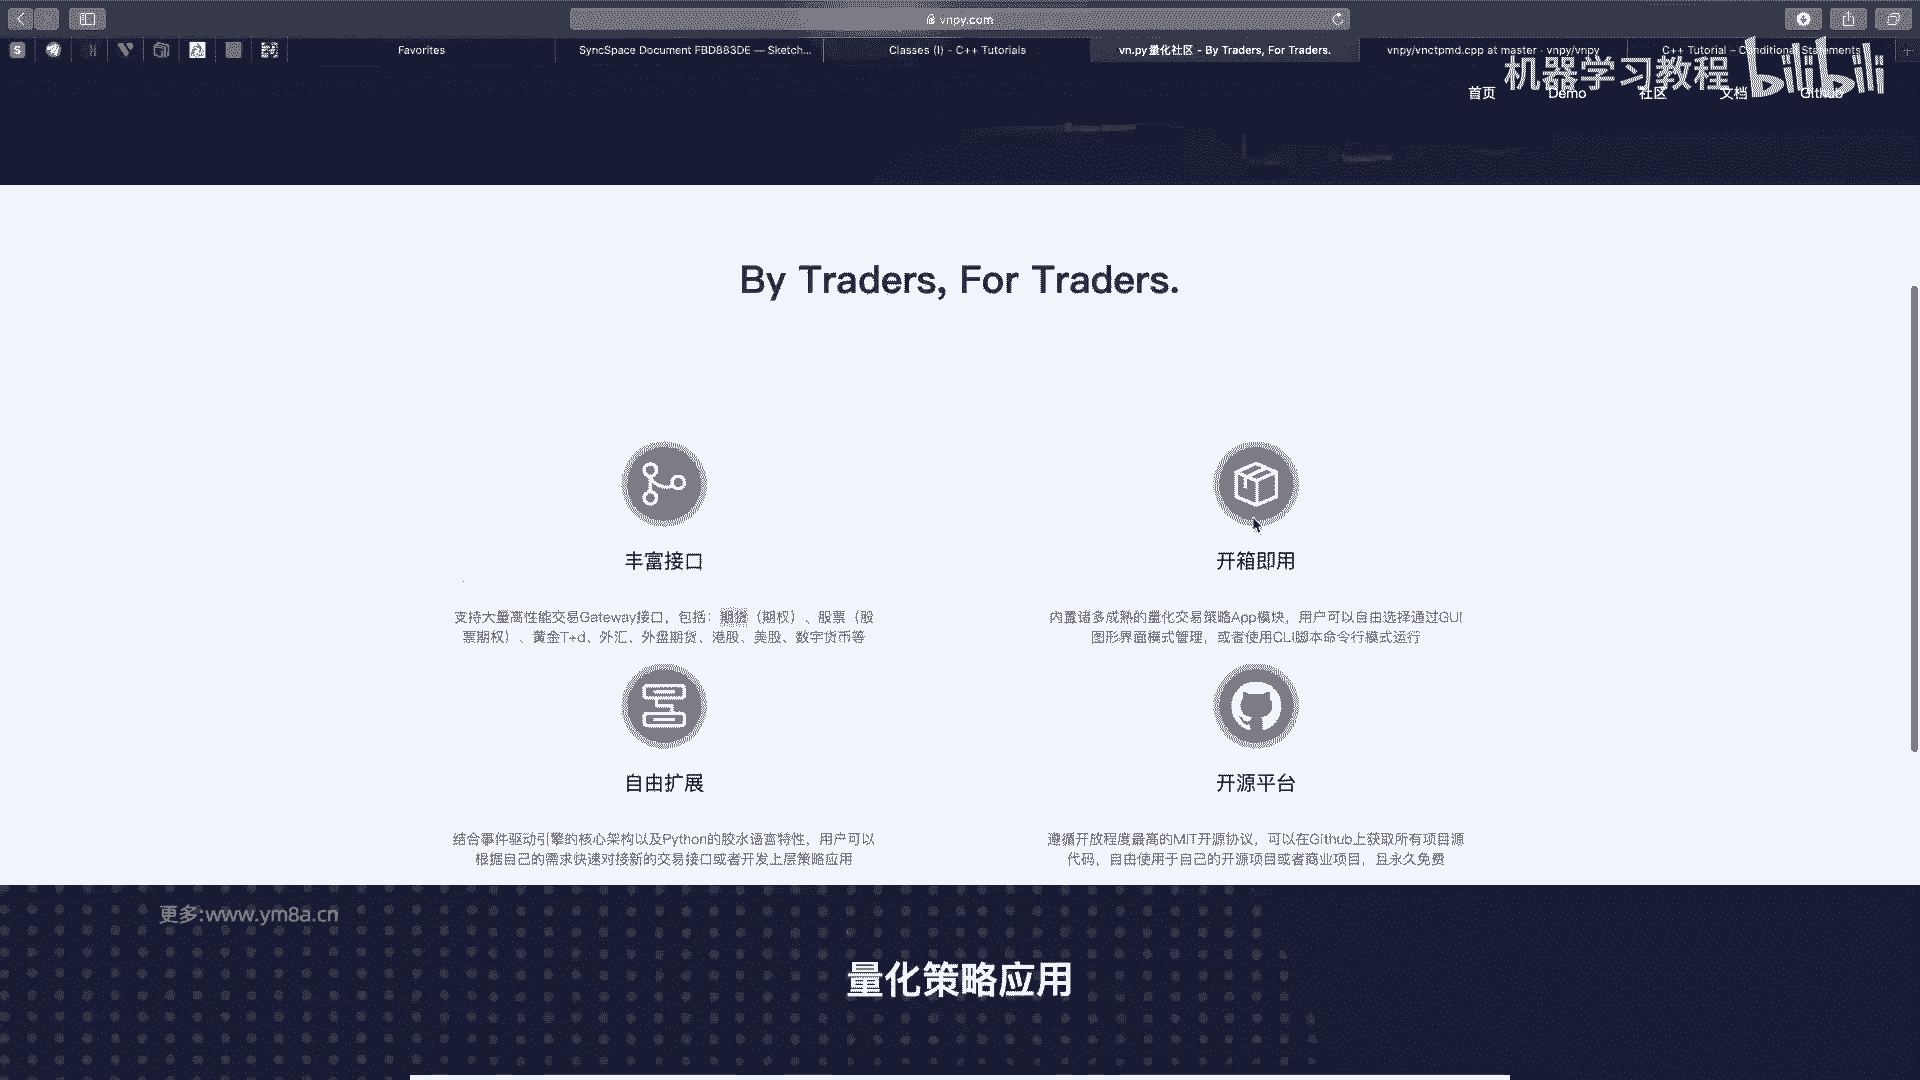 vnpy.com
Favorites
SyncSpace Document FBD883DE — Sketch...
Classes (I) - C++ Tutorials
vn.py量化社区 - By Traders, For Traders.
vnpy/vnctpmd.cpp at master · vnpy/vnpy
C++ Tutorial – Conditional Statements
机器学习教程 bilibili
首页
Demo
社区
文档
Github
By Traders, For Traders.
丰富接口
支持大量高性能交易Gateway接口，包括：期货（期权）、股票（股
票期权）、黄金T+d、外汇、外盘期货、港股、美股、数字货币等
开箱即用
内置诸多成熟的量化交易策略App模块，用户可以自由选择通过GUI
图形界面模式管理，或者使用CLI脚本命令行模式运行
自由扩展
结合事件驱动引擎的核心架构以及Python的胶水语言特性，用户可以
根据自己的需求快速对接新的交易接口或者开发上层策略应用
开源平台
遵循开放程度最高的MIT开源协议，可以在Github上获取所有项目源
代码，自由使用于自己的开源项目或者商业项目，且永久免费
更多:www.ym8a.cn
量化策略应用